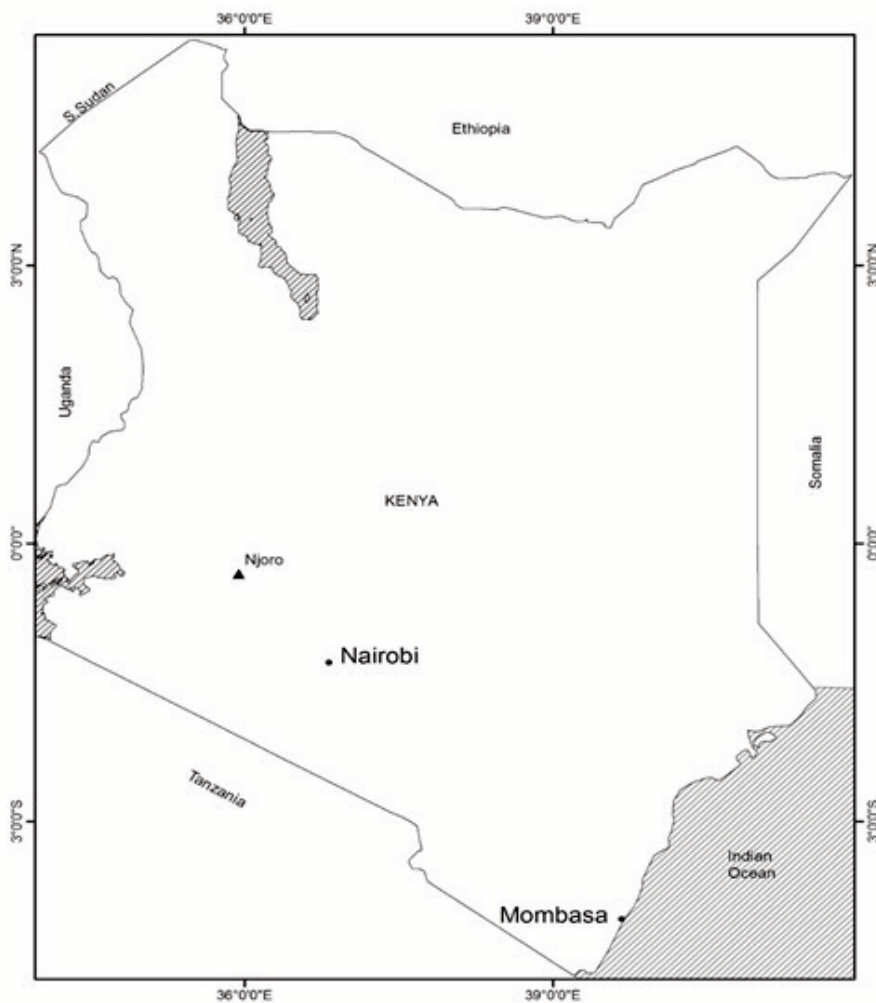 36°0'0"E
39°0'0"E
S.Sudan
Ethiopia
3°0'0"N
3°0'0"N
Uganda
Somalia
KENYA
0°0'0"
0°0'0"
Njoro
Nairobi
Tanzania
3°0'0"S
3°0'0"S
Indian
Ocean
Mombasa
36°0'0"E
39°0'0"E